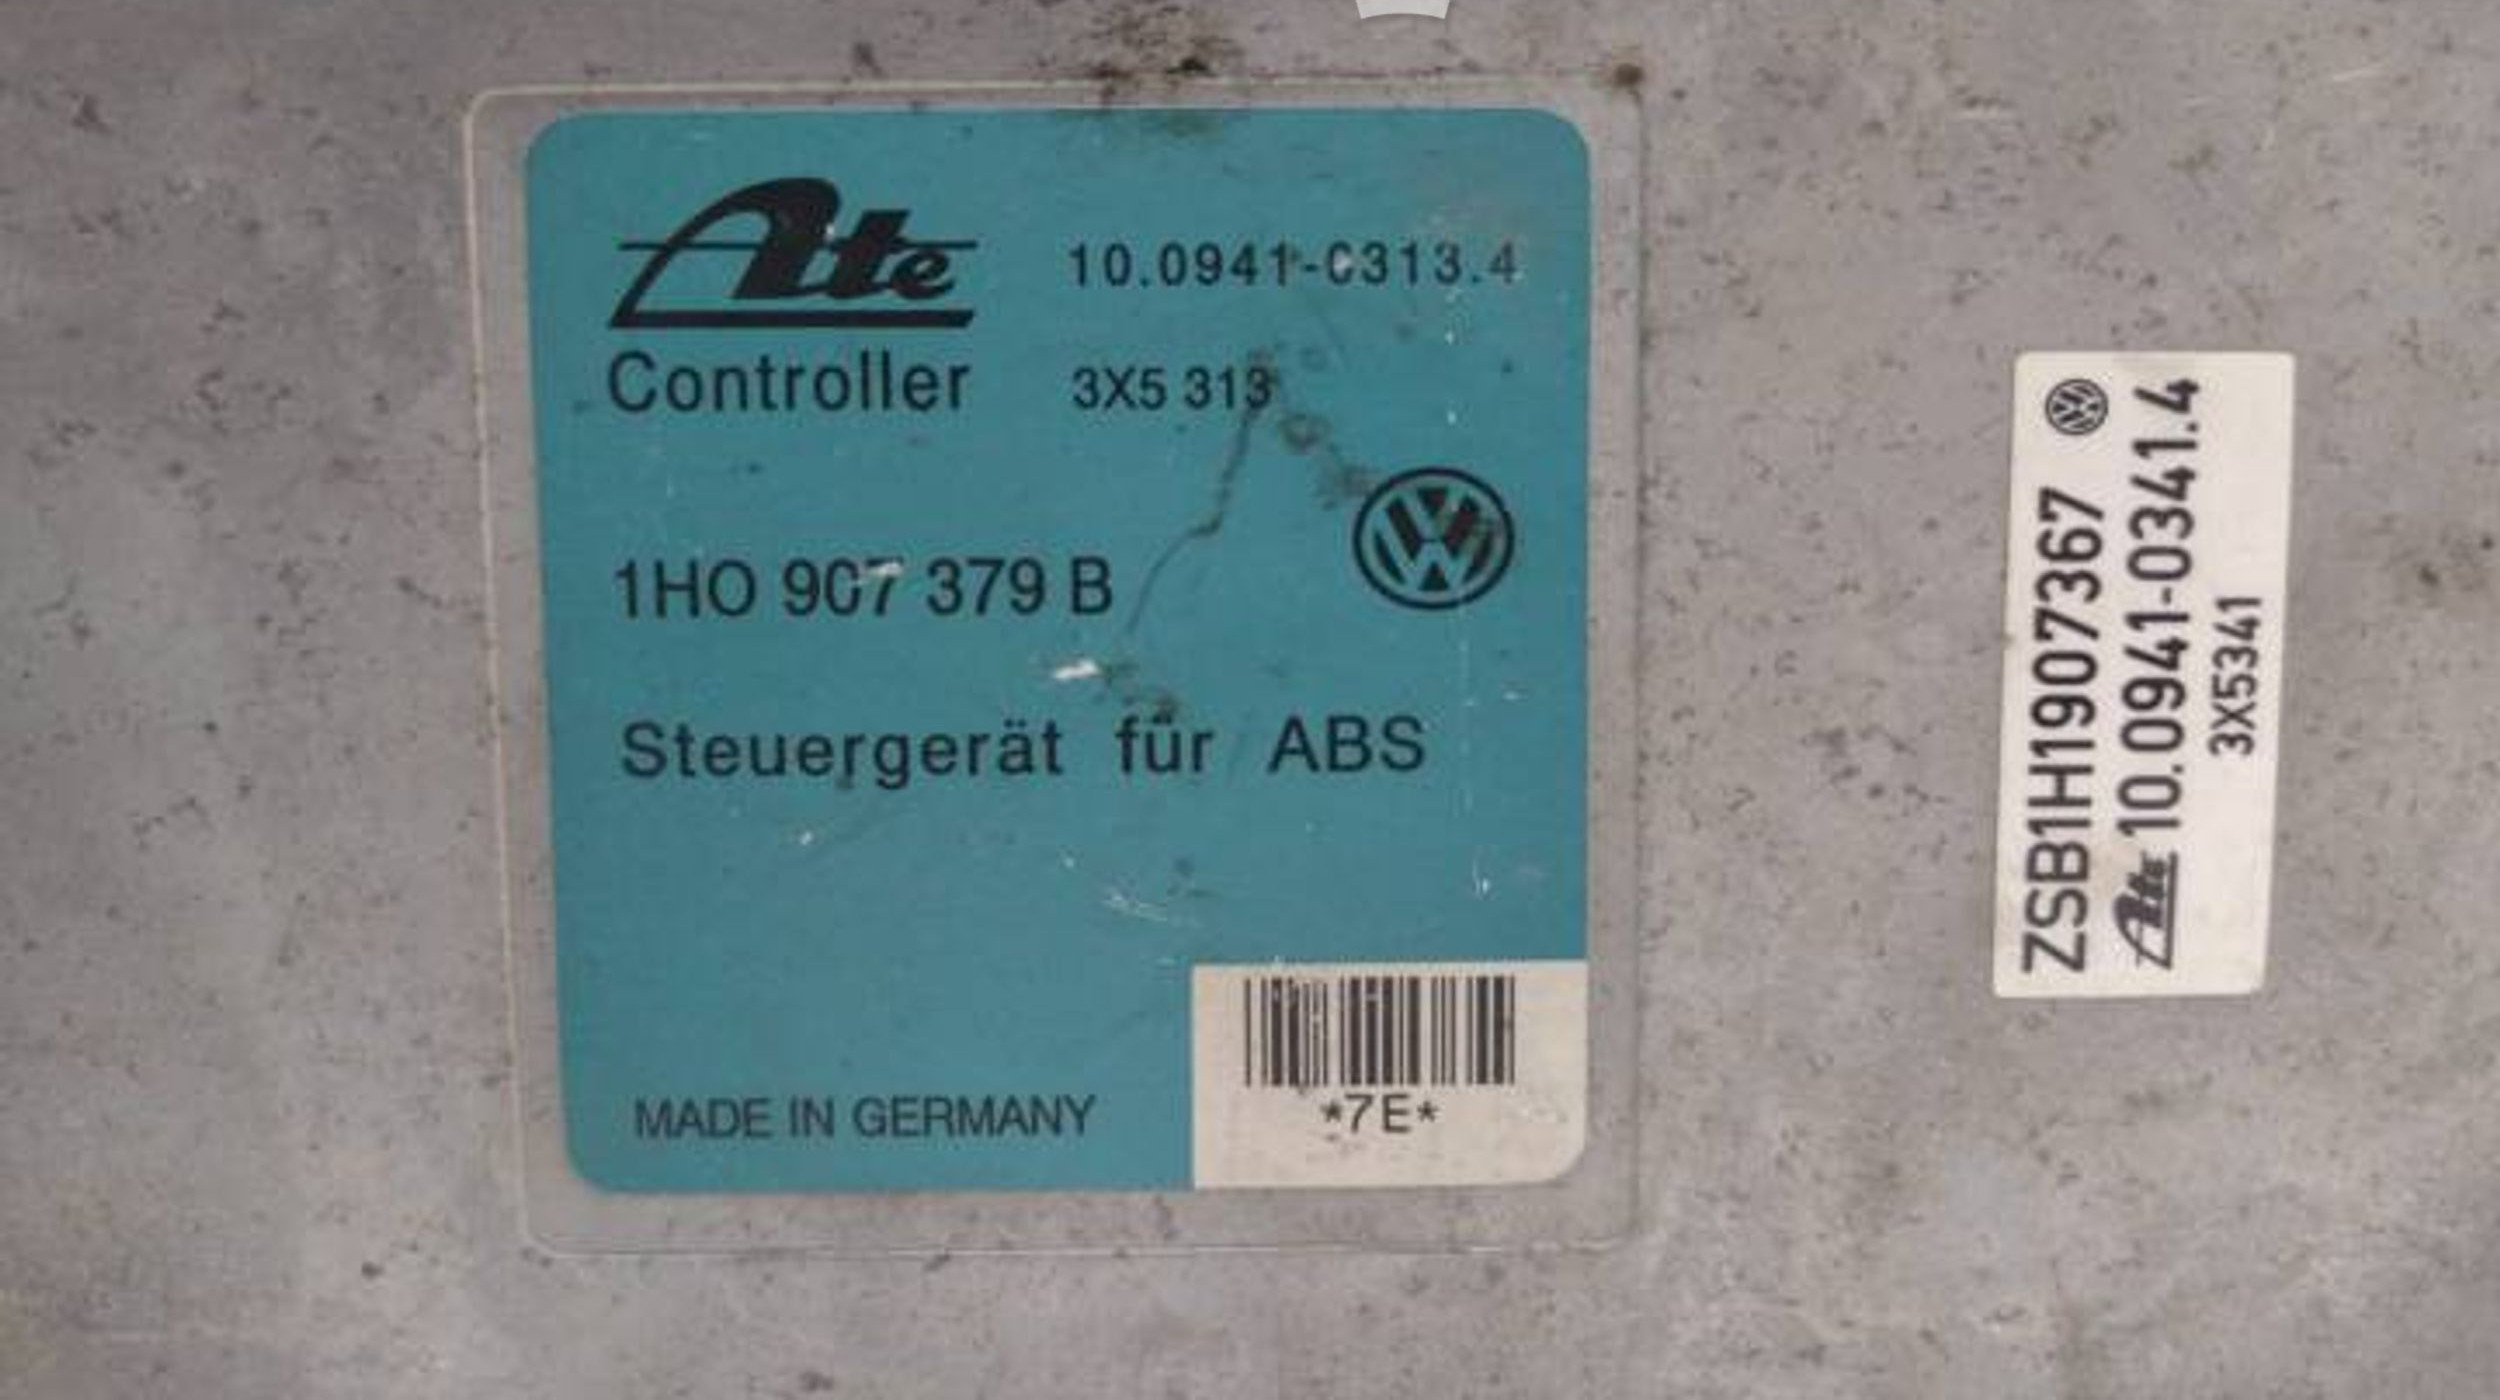 Ate 10.0941-0313.4
Controller 3X5 313
1HO 907 379 B
Steuergerät für ABS
MADE IN GERMANY
*7E*
ZSB1H1907367
Ate 10.0941-0341.4
3X5341